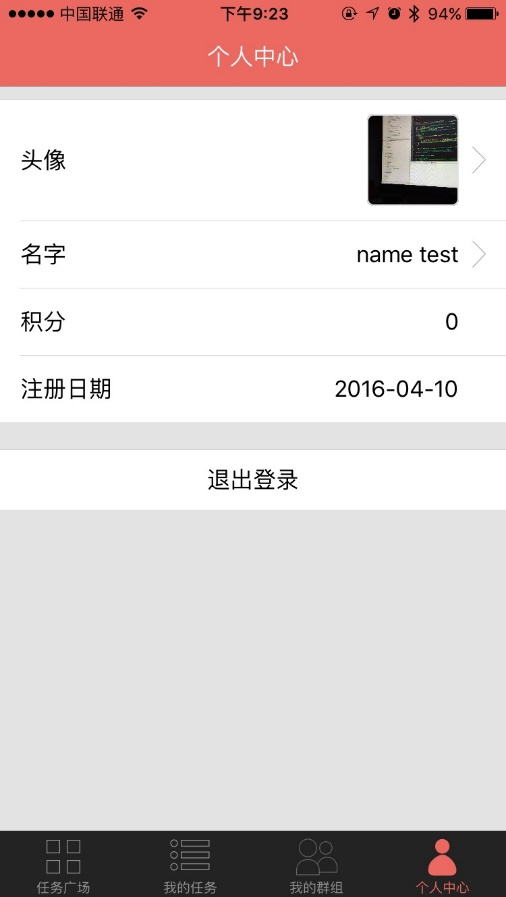 中国联通 下午9:23 94%
个人中心
头像
名字 name test
积分 0
注册日期 2016-04-10
退出登录
任务广场 我的任务 我的群组 个人中心